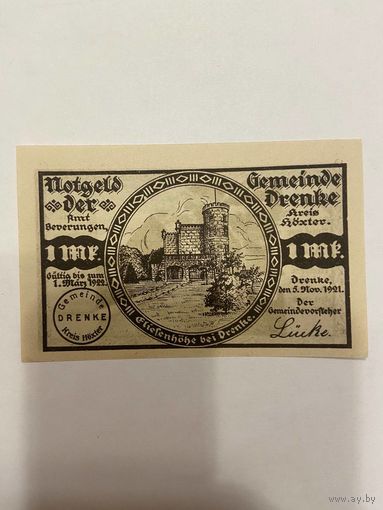 Notgeld
der
Amt
Beverungen,
1 Mk.
Gültig bis zum
1. März 1922.
Gemeinde
DRENKE
Kreis Höxter
Elisenhöhe bei Drenke.
Gemeinde
Drenke
Kreis
Höxter.
1 Mk.
Drenke,
den 5. Nov. 1921.
Der
Gemeindevorsteher
Lücke.
www.ay.by